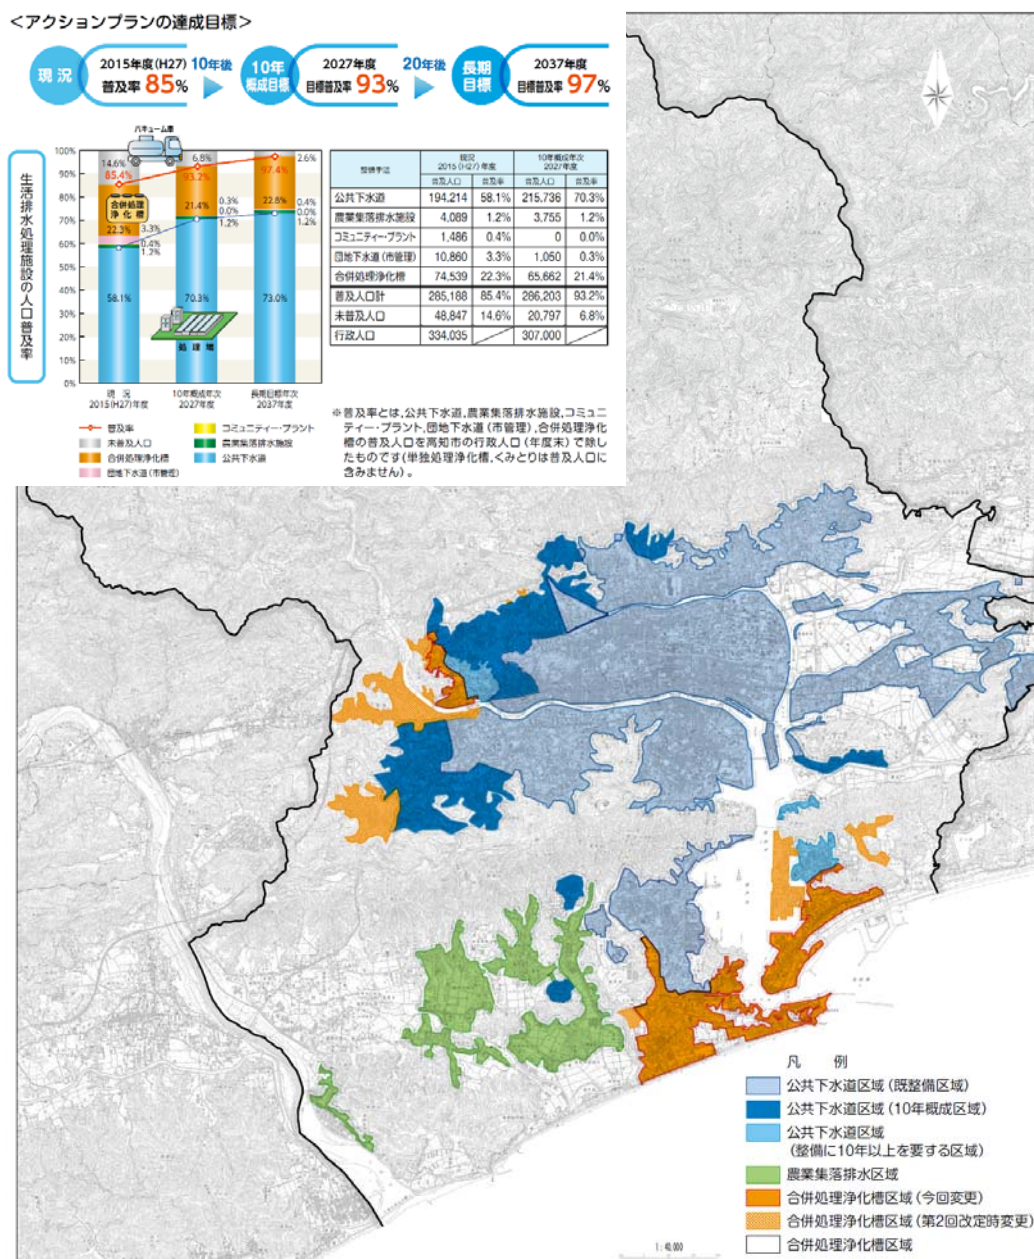 <アクションプランの達成目標>
現況
2015年度(H27)
普及率 85%
10年後
10年
概成目標
2027年度
目標普及率 93%
20年後
長期
目標
2037年度
目標普及率 97%
生活排水処理施設の人口普及率
バキューム車
合併処理
浄化槽
処理場
100%
90%
80%
70%
60%
50%
40%
30%
20%
10%
0%
14.6%
85.4%
22.3%
3.3%
0.4%
1.2%
58.1%
6.8%
93.2%
21.4%
0.3%
0.0%
1.2%
70.3%
2.6%
97.4%
22.8%
0.4%
0.0%
1.2%
73.0%
現況
2015(H27)年度
10年概成年次
2027年度
長期目標年次
2037年度
普及率
未普及人口
合併処理浄化槽
団地下水道(市管理)
コミュニティー・プラント
農業集落排水施設
公共下水道
整備手法 現況 2015(H27)年度 10年概成年次 2027年度
普及人口 普及率 普及人口 普及率
公共下水道 194,214 58.1% 215,736 70.3%
農業集落排水施設 4,089 1.2% 3,755 1.2%
コミュニティー・プラント 1,486 0.4% 0 0.0%
団地下水道(市管理) 10,860 3.3% 1,050 0.3%
合併処理浄化槽 74,539 22.3% 65,662 21.4%
普及人口計 285,188 85.4% 286,203 93.2%
未普及人口 48,847 14.6% 20,797 6.8%
行政人口 334,035 307,000
※普及率とは,公共下水道,農業集落排水施設,コミュニ
ティー・プラント,団地下水道(市管理),合併処理浄化
槽の普及人口を高知市の行政人口(年度末)で除し
たものです(単独処理浄化槽,くみとりは普及人口に
含みません)。
凡例
公共下水道区域(既整備区域)
公共下水道区域(10年概成区域)
公共下水道区域
(整備に10年以上を要する区域)
農業集落排水区域
合併処理浄化槽区域(今回変更)
合併処理浄化槽区域(第2回改定時変更)
合併処理浄化槽区域
1:40,000